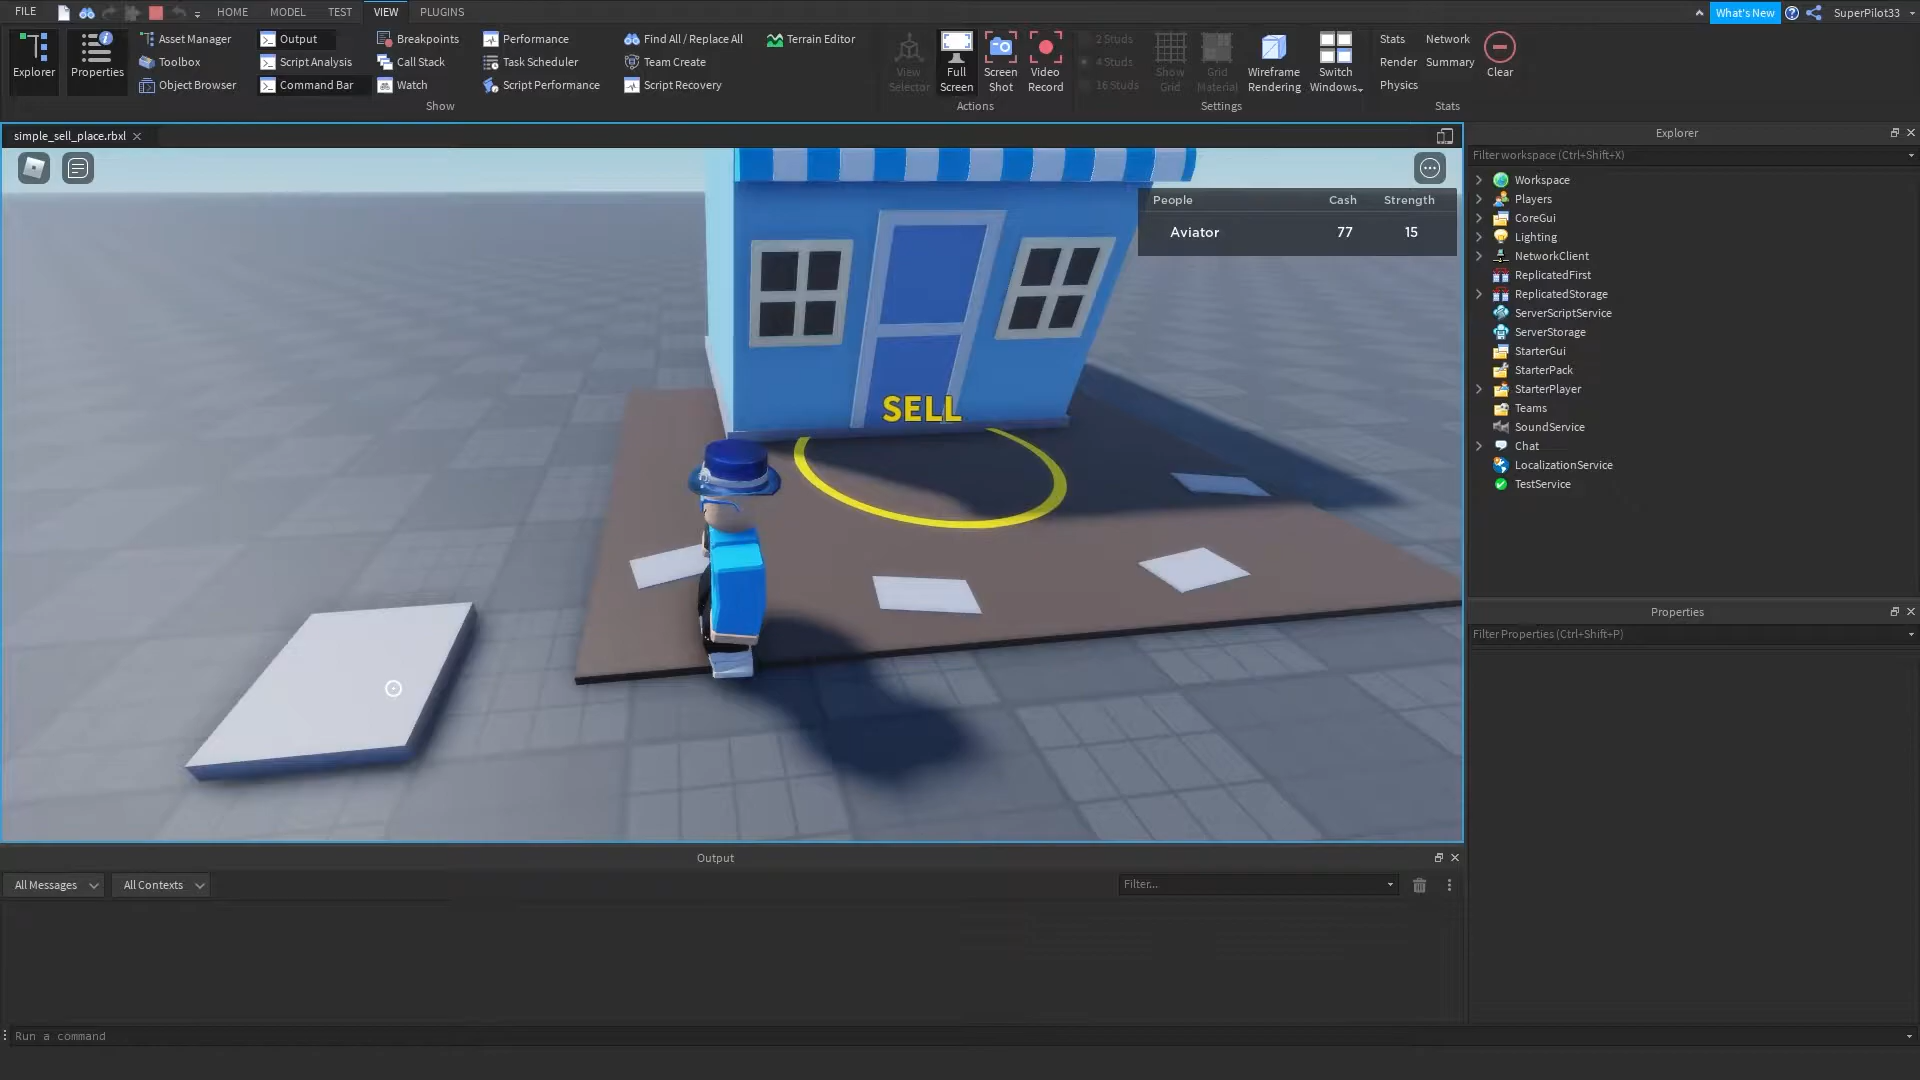 FILE HOME MODEL TEST VIEW PLUGINS What's New SuperPilot33
Explorer
Properties
Asset Manager
Toolbox
Object Browser
Output
Script Analysis
Command Bar
Breakpoints
Call Stack
Watch
Performance
Task Scheduler
Script Performance
Find All / Replace All
Team Create
Script Recovery
Terrain Editor
Show
View
Selector
Full
Screen
Screen
Shot
Video
Record
Actions
2 Studs
4 Studs
16 Studs
Show
Grid
Grid
Material
Wireframe
Rendering
Switch
Windows
Settings
Stats Network
Render Summary
Physics
Clear
Stats
simple_sell_place.rbxl
People Cash Strength
Aviator 77 15
SELL
Explorer
Filter workspace (Ctrl+Shift+X)
Workspace
Players
CoreGui
Lighting
NetworkClient
ReplicatedFirst
ReplicatedStorage
ServerScriptService
ServerStorage
StarterGui
StarterPack
StarterPlayer
Teams
SoundService
Chat
LocalizationService
TestService
Properties
Filter Properties (Ctrl+Shift+P)
Output
All Messages All Contexts Filter...
Run a command